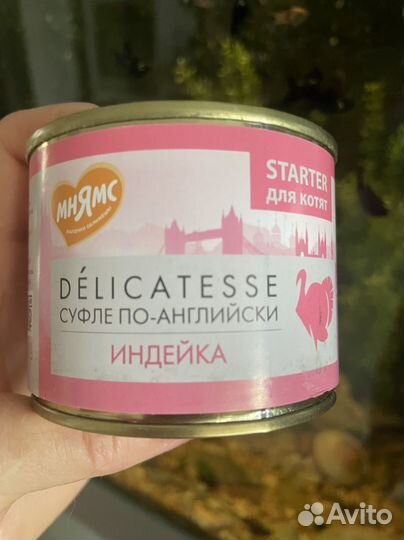 STARTER
ДЛЯ КОТЯТ
МНЯМС
DÉLICATESSE
СУФЛЕ ПО-АНГЛИЙСКИ
ИНДЕЙКА
Avito